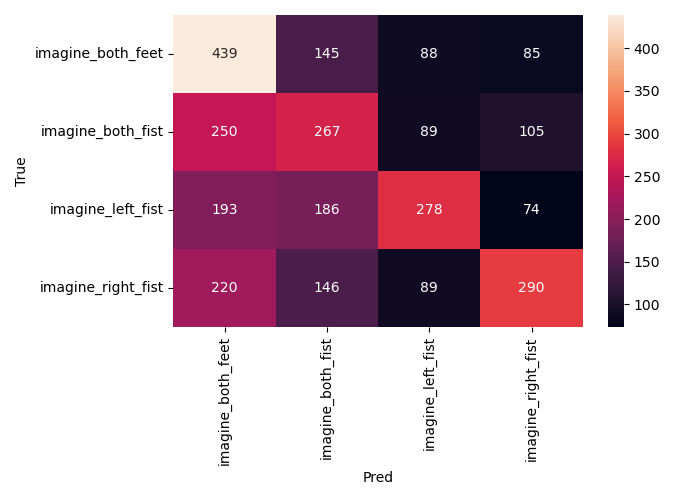 imagine_both_feet 439 145 88 85
imagine_both_fist 250 267 89 105
imagine_left_fist 193 186 278 74
imagine_right_fist 220 146 89 290
True
imagine_both_feet
imagine_both_fist
imagine_left_fist
imagine_right_fist
Pred
400
350
300
250
200
150
100